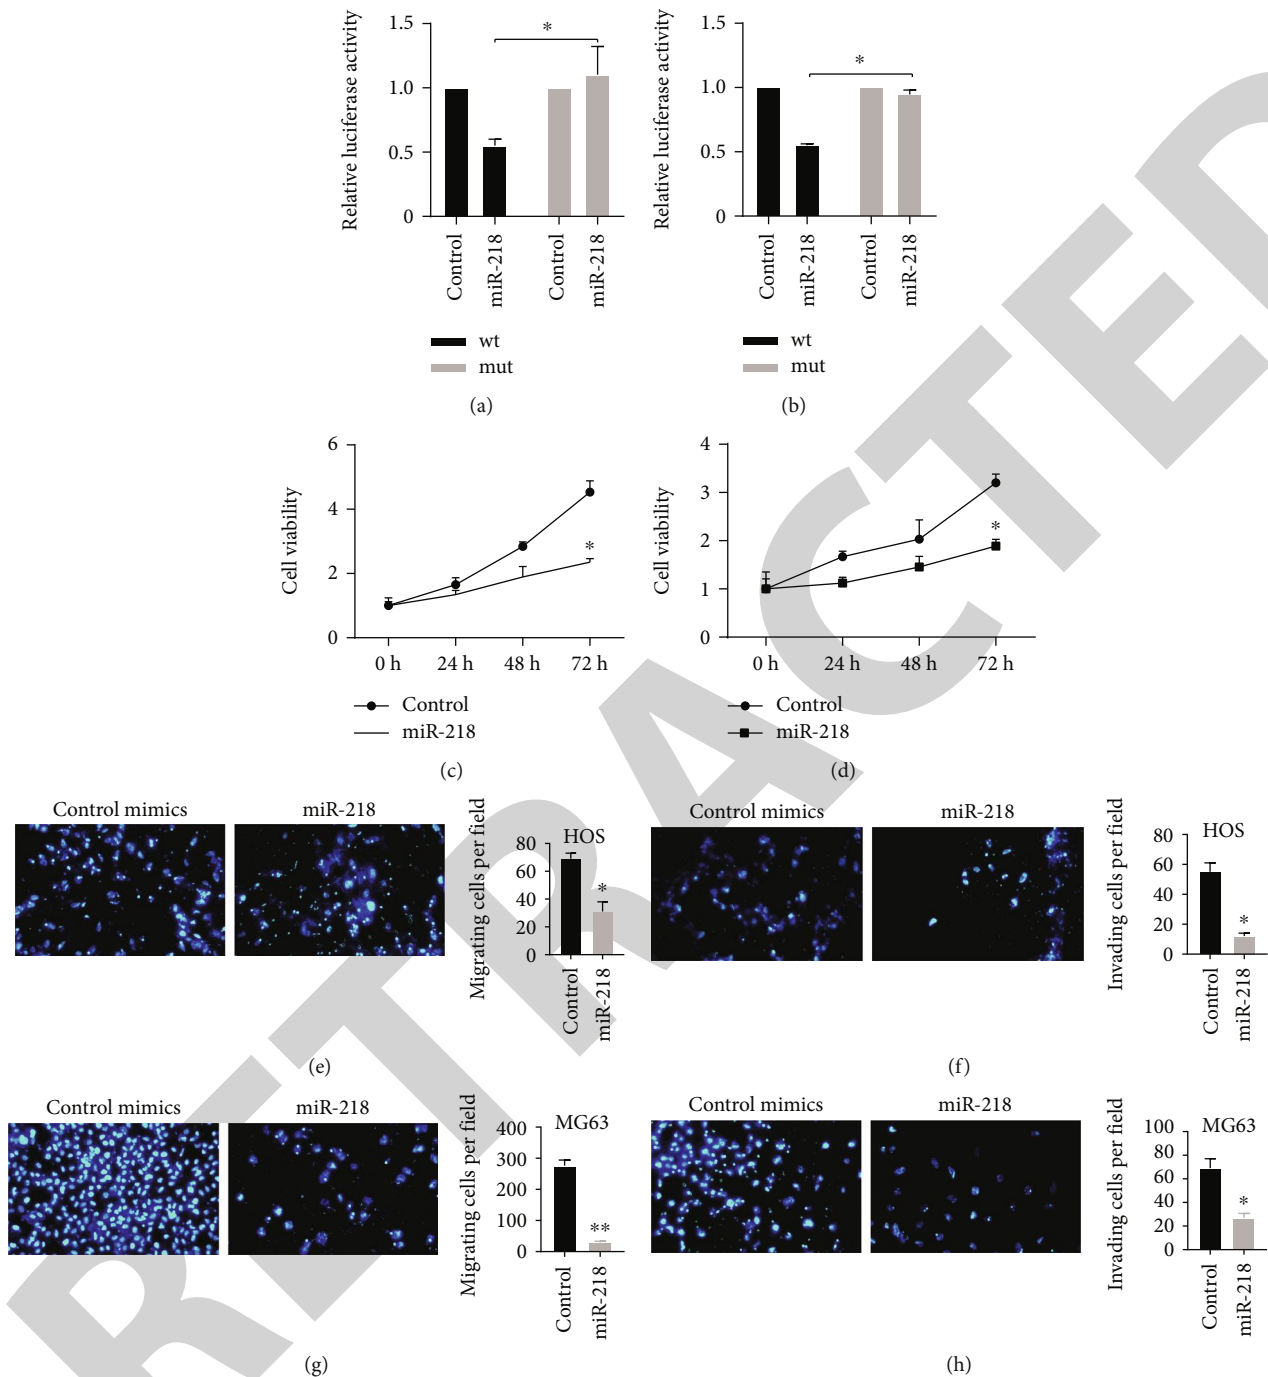 Relative luciferase activity
1.5
1.0
0.5
0
Control
miR-218
Control
miR-218
*
wt
mut
(a)
Relative luciferase activity
1.5
1.0
0.5
0
Control
miR-218
Control
miR-218
*
wt
mut
(b)
Cell viability
6
4
2
0
0 h
24 h
48 h
72 h
*
Control
miR-218
(c)
Cell viability
4
3
2
1
0
0 h
24 h
48 h
72 h
*
Control
miR-218
(d)
Control mimics
miR-218
Migrating cells per field
80
60
40
20
0
HOS
*
Control
miR-218
(e)
Control mimics
miR-218
Invading cells per field
80
60
40
20
0
HOS
*
Control
miR-218
(f)
Control mimics
miR-218
Migrating cells per field
400
300
200
100
0
MG63
**
Control
miR-218
(g)
Control mimics
miR-218
Invading cells per field
100
80
60
40
20
0
MG63
*
Control
miR-218
(h)
RETRACTED